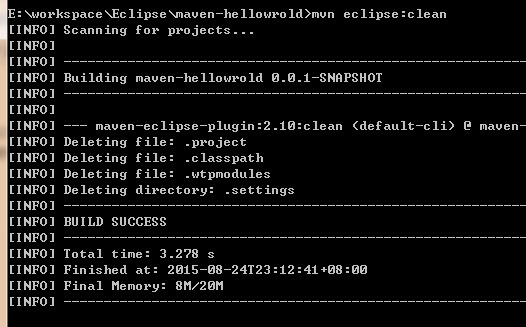 E:\workspace\Eclipse\maven-hellowrold>mvn eclipse:clean
[INFO] Scanning for projects...
[INFO]
[INFO] ------------------------------------------------------------------------
[INFO] Building maven-hellowrold 0.0.1-SNAPSHOT
[INFO] ------------------------------------------------------------------------
[INFO]
[INFO] --- maven-eclipse-plugin:2.10:clean (default-cli) @ maven-
[INFO] Deleting file: .project
[INFO] Deleting file: .classpath
[INFO] Deleting file: .wtpmodules
[INFO] Deleting directory: .settings
[INFO] ------------------------------------------------------------------------
[INFO] BUILD SUCCESS
[INFO] ------------------------------------------------------------------------
[INFO] Total time: 3.278 s
[INFO] Finished at: 2015-08-24T23:12:41+08:00
[INFO] Final Memory: 8M/20M
[INFO] ------------------------------------------------------------------------